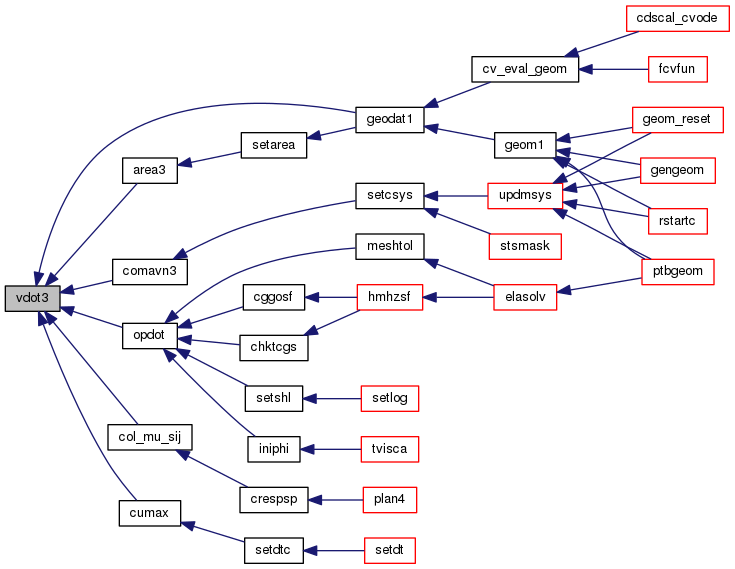 cdscal_cvode
cv_eval_geom
fcvfun
geodat1
geom_reset
setarea
geom1
area3
gengeom
setcsys
updmsys
rstartc
meshtol
stsmask
comavn3
ptbgeom
vdot3
cggosf
hmhzsf
elasolv
opdot
chktcgs
setshl
setlog
col_mu_sij
iniphi
tvisca
crespsp
plan4
cumax
setdtc
setdt